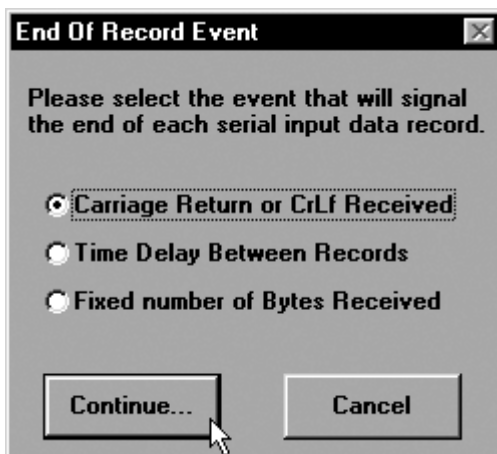 End Of Record Event
Please select the event that will signal
the end of each serial input data record.
Carriage Return or CrLf Received
Time Delay Between Records
Fixed number of Bytes Received
Continue...
Cancel